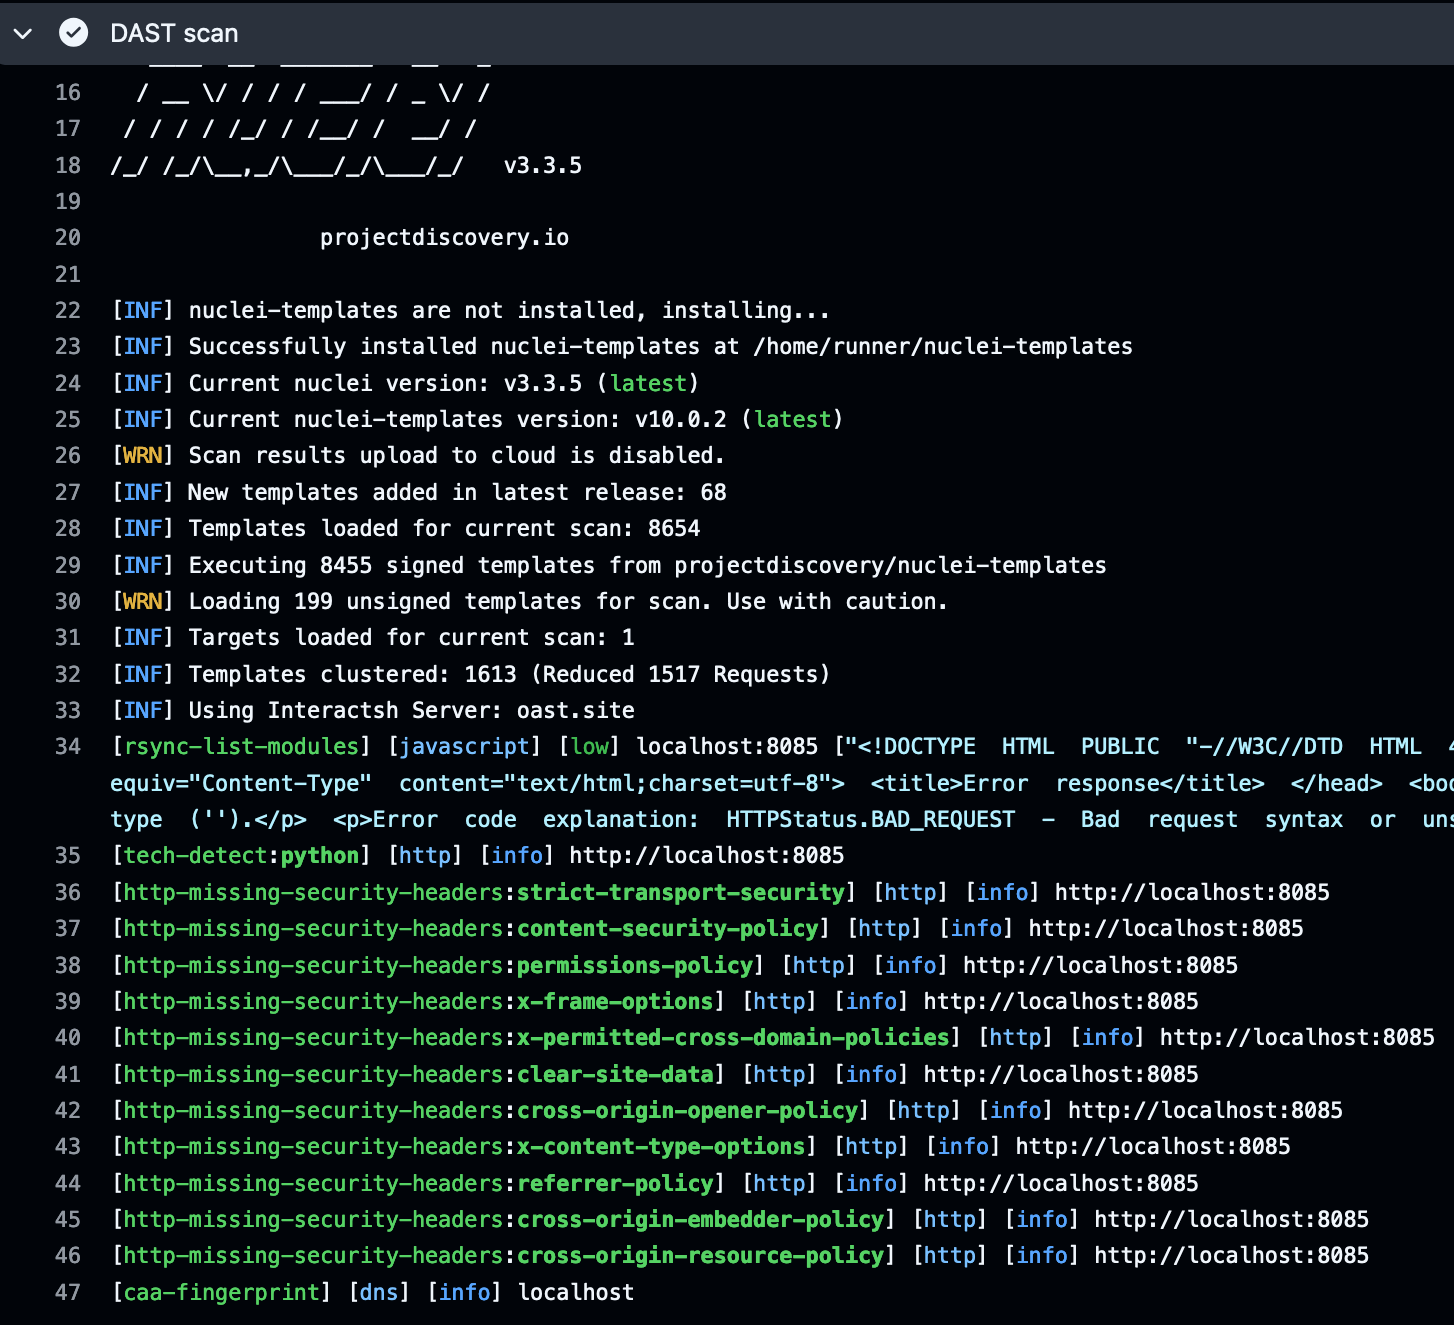 DAST scan
16     / __ \/ / / / ___/ / _ \/ /
17    / / / / /_/ / /__/ /  __/ /
18   /_/ /_/\__,_/\___/_/\___/_/   v3.3.5
19
20                   projectdiscovery.io
21
22 [INF] nuclei-templates are not installed, installing...
23 [INF] Successfully installed nuclei-templates at /home/runner/nuclei-templates
24 [INF] Current nuclei version: v3.3.5 (latest)
25 [INF] Current nuclei-templates version: v10.0.2 (latest)
26 [WRN] Scan results upload to cloud is disabled.
27 [INF] New templates added in latest release: 68
28 [INF] Templates loaded for current scan: 8654
29 [INF] Executing 8455 signed templates from projectdiscovery/nuclei-templates
30 [WRN] Loading 199 unsigned templates for scan. Use with caution.
31 [INF] Targets loaded for current scan: 1
32 [INF] Templates clustered: 1613 (Reduced 1517 Requests)
33 [INF] Using Interactsh Server: oast.site
34 [rsync-list-modules] [javascript] [low] localhost:8085 ["<!DOCTYPE HTML PUBLIC "-//W3C//DTD HTML
equiv="Content-Type" content="text/html;charset=utf-8"> <title>Error response</title> </head>
type ('').</p> <p>Error code explanation: HTTPStatus.BAD_REQUEST - Bad request syntax or
35 [tech-detect:python] [http] [info] http://localhost:8085
36 [http-missing-security-headers:strict-transport-security] [http] [info] http://localhost:8085
37 [http-missing-security-headers:content-security-policy] [http] [info] http://localhost:8085
38 [http-missing-security-headers:permissions-policy] [http] [info] http://localhost:8085
39 [http-missing-security-headers:x-frame-options] [http] [info] http://localhost:8085
40 [http-missing-security-headers:x-permitted-cross-domain-policies] [http] [info] http://localhost:8085
41 [http-missing-security-headers:clear-site-data] [http] [info] http://localhost:8085
42 [http-missing-security-headers:cross-origin-opener-policy] [http] [info] http://localhost:8085
43 [http-missing-security-headers:x-content-type-options] [http] [info] http://localhost:8085
44 [http-missing-security-headers:referrer-policy] [http] [info] http://localhost:8085
45 [http-missing-security-headers:cross-origin-embedder-policy] [http] [info] http://localhost:8085
46 [http-missing-security-headers:cross-origin-resource-policy] [http] [info] http://localhost:8085
47 [caa-fingerprint] [dns] [info] localhost